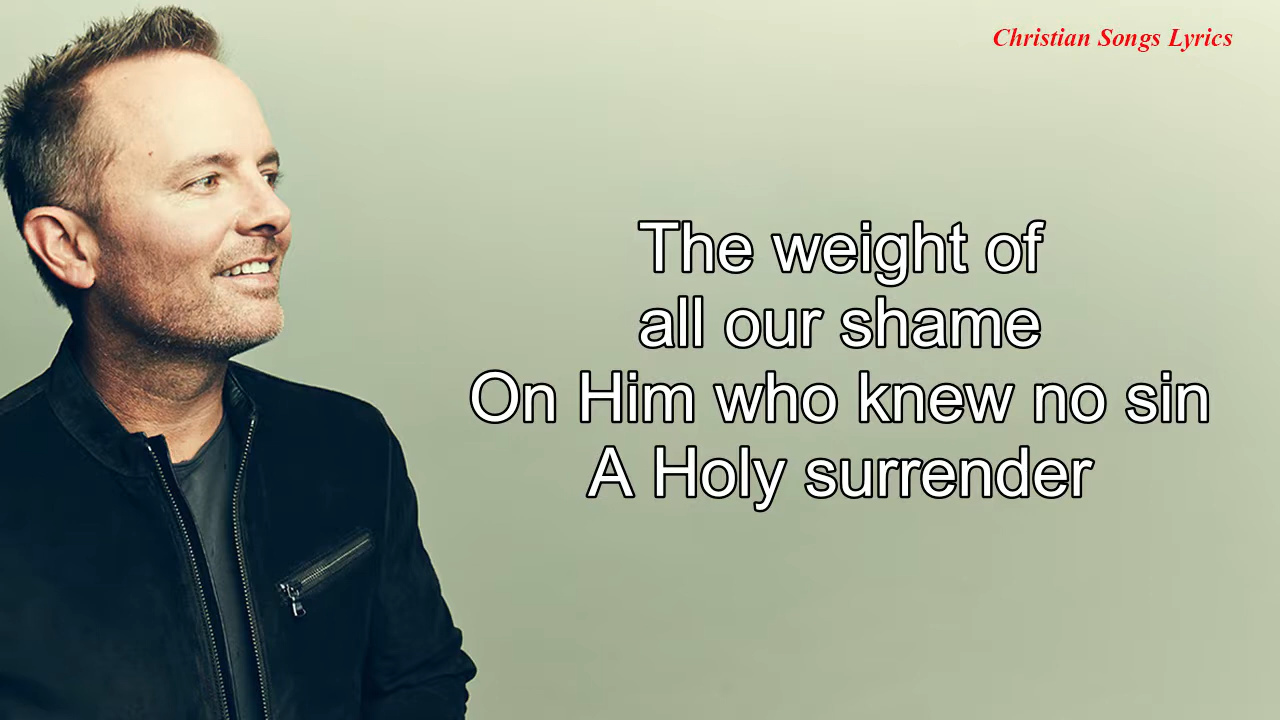 Christian Songs Lyrics
The weight of
all our shame
On Him who knew no sin
A Holy surrender